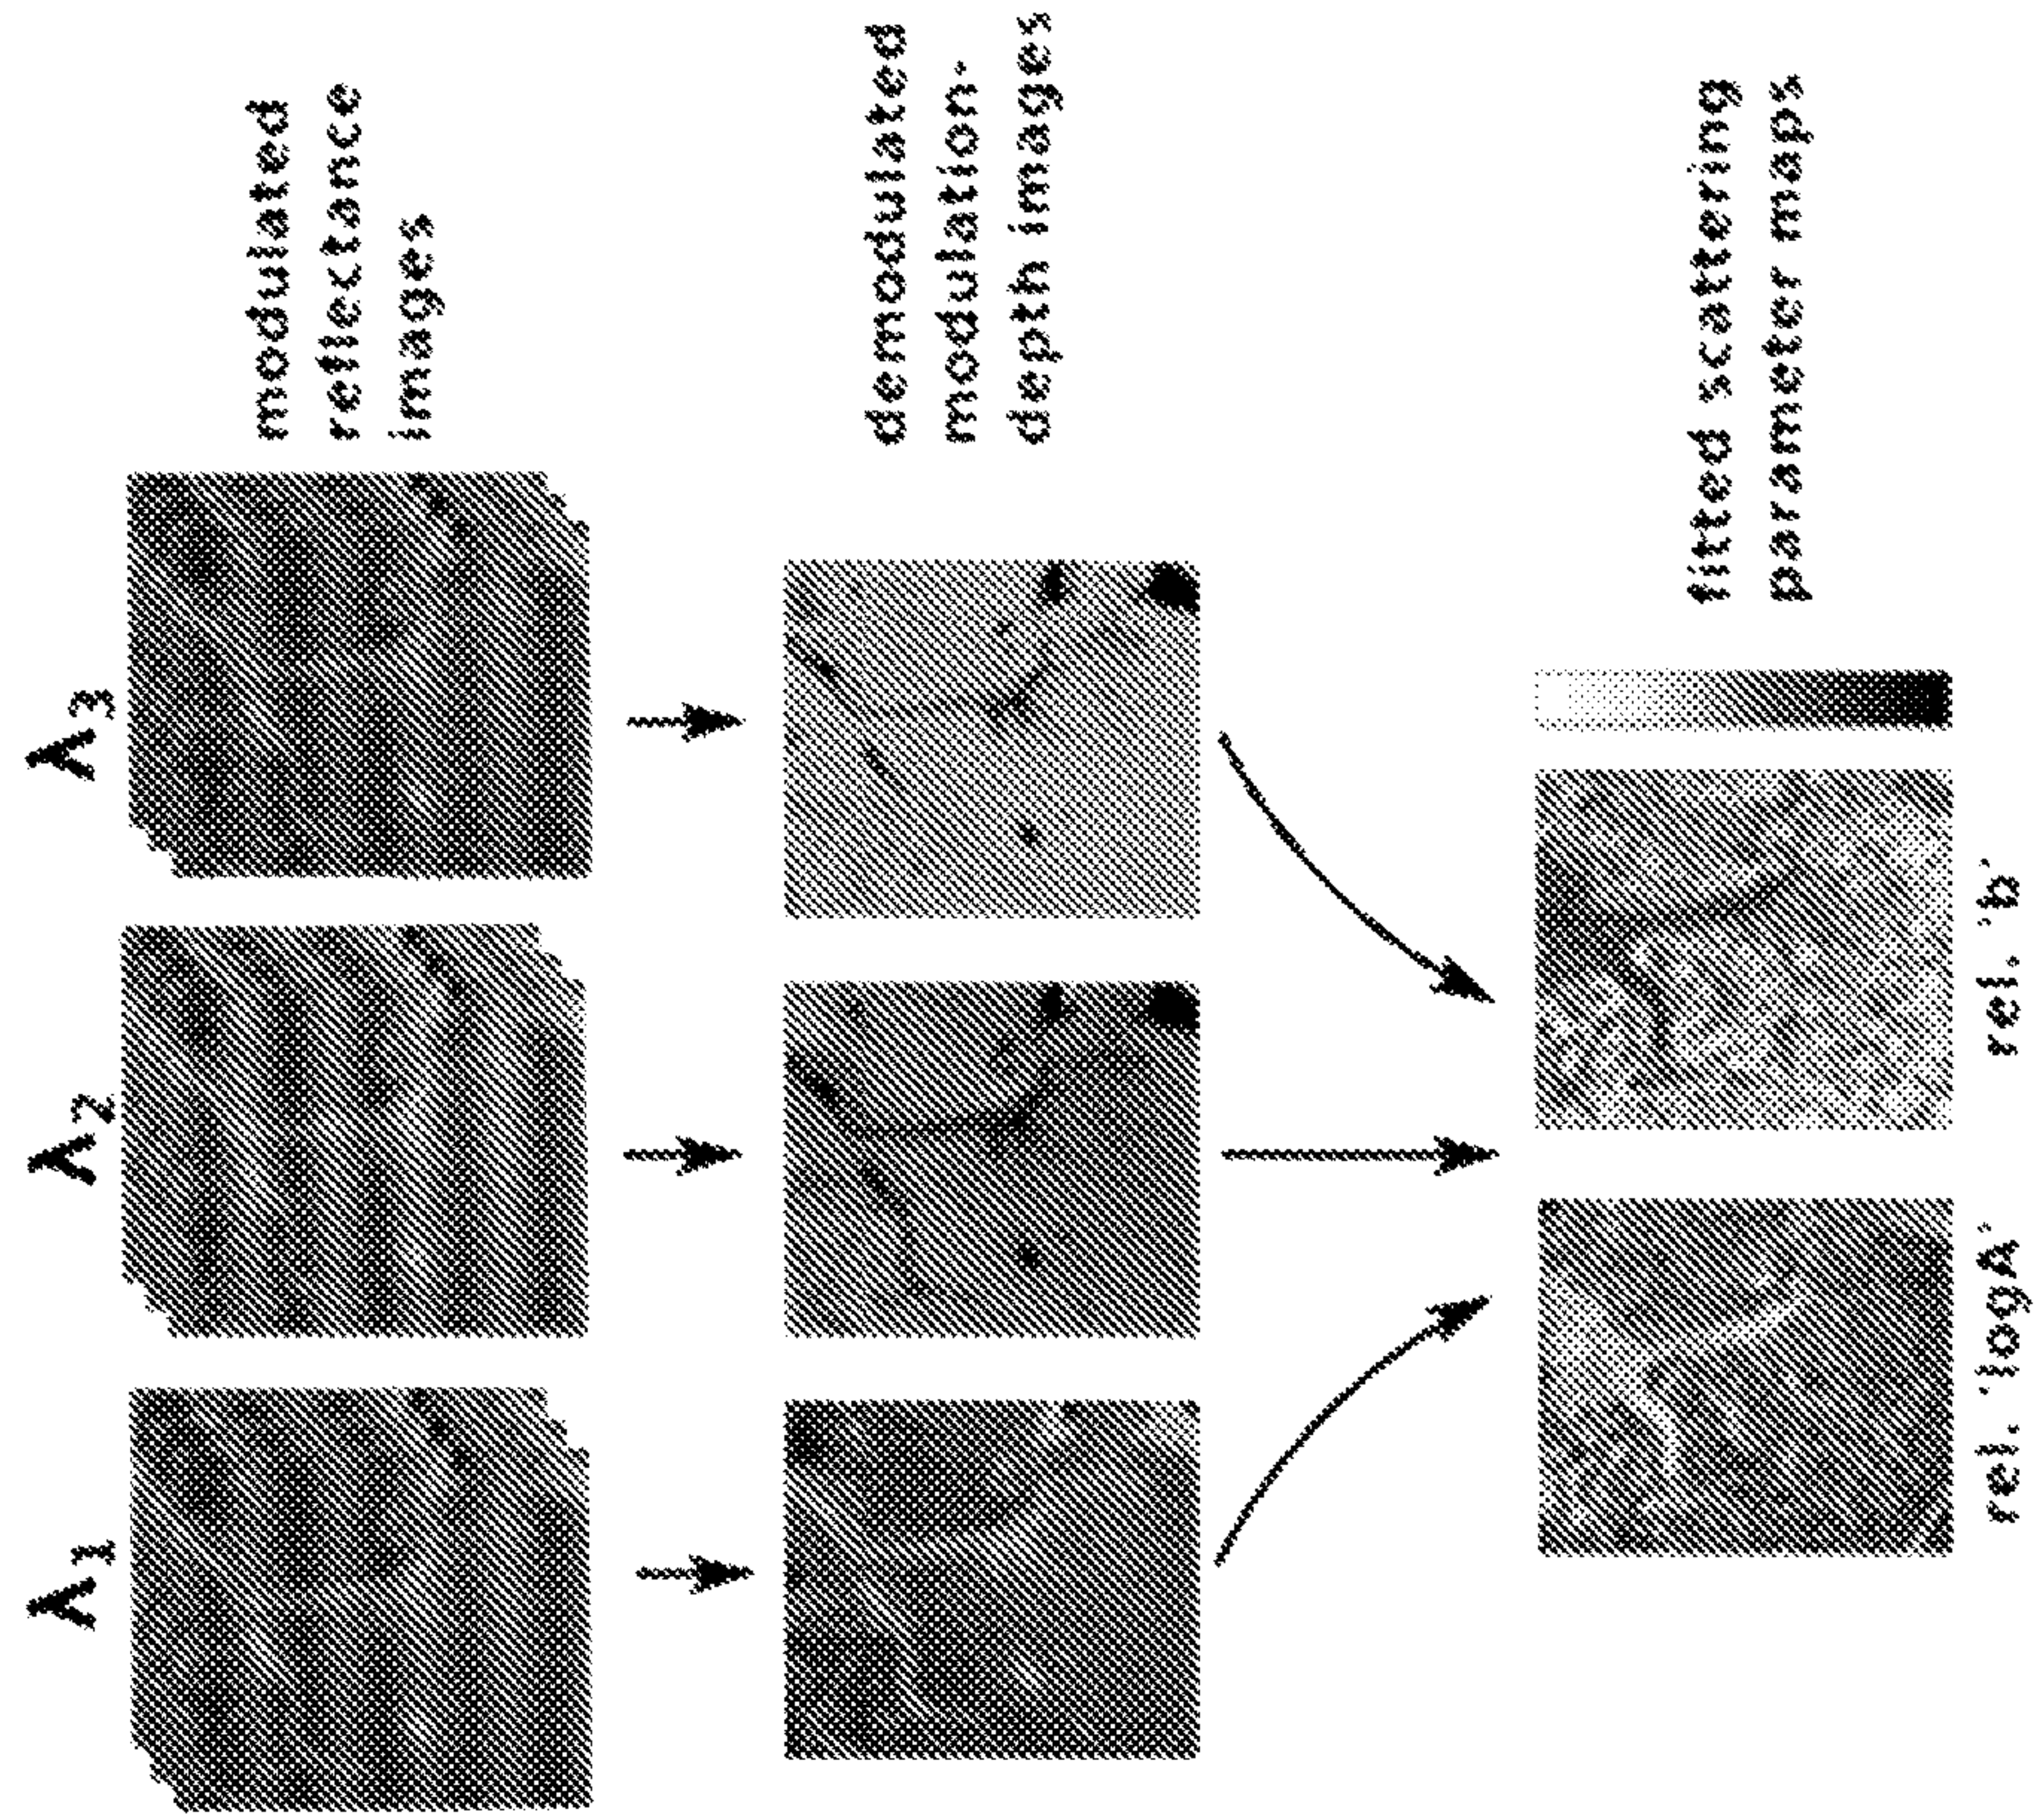 λ1 λ2 λ3
modulated
reflectance
images
demodulated
modulation-
depth images
fitted scattering
parameter maps
rel. 'logA' rel. 'b'